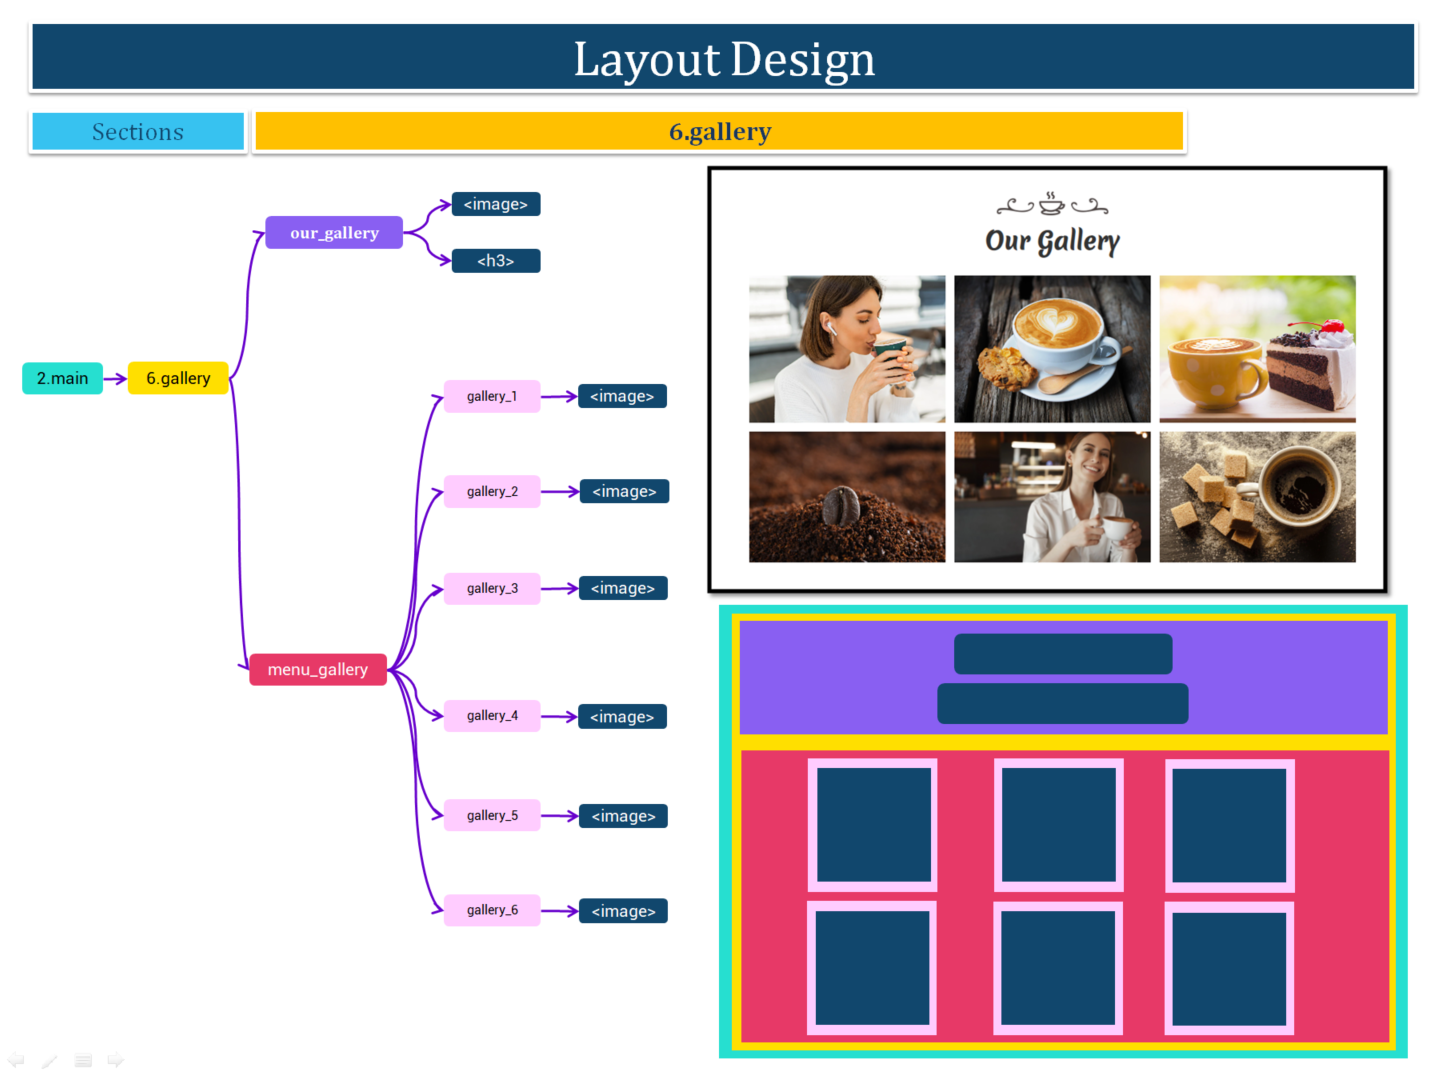 Layout Design
Sections
6.gallery
<image>
our_gallery
<h3>
2.main
6.gallery
gallery_1
<image>
gallery_2
<image>
gallery_3
<image>
menu_gallery
gallery_4
<image>
gallery_5
<image>
gallery_6
<image>
Our Gallery